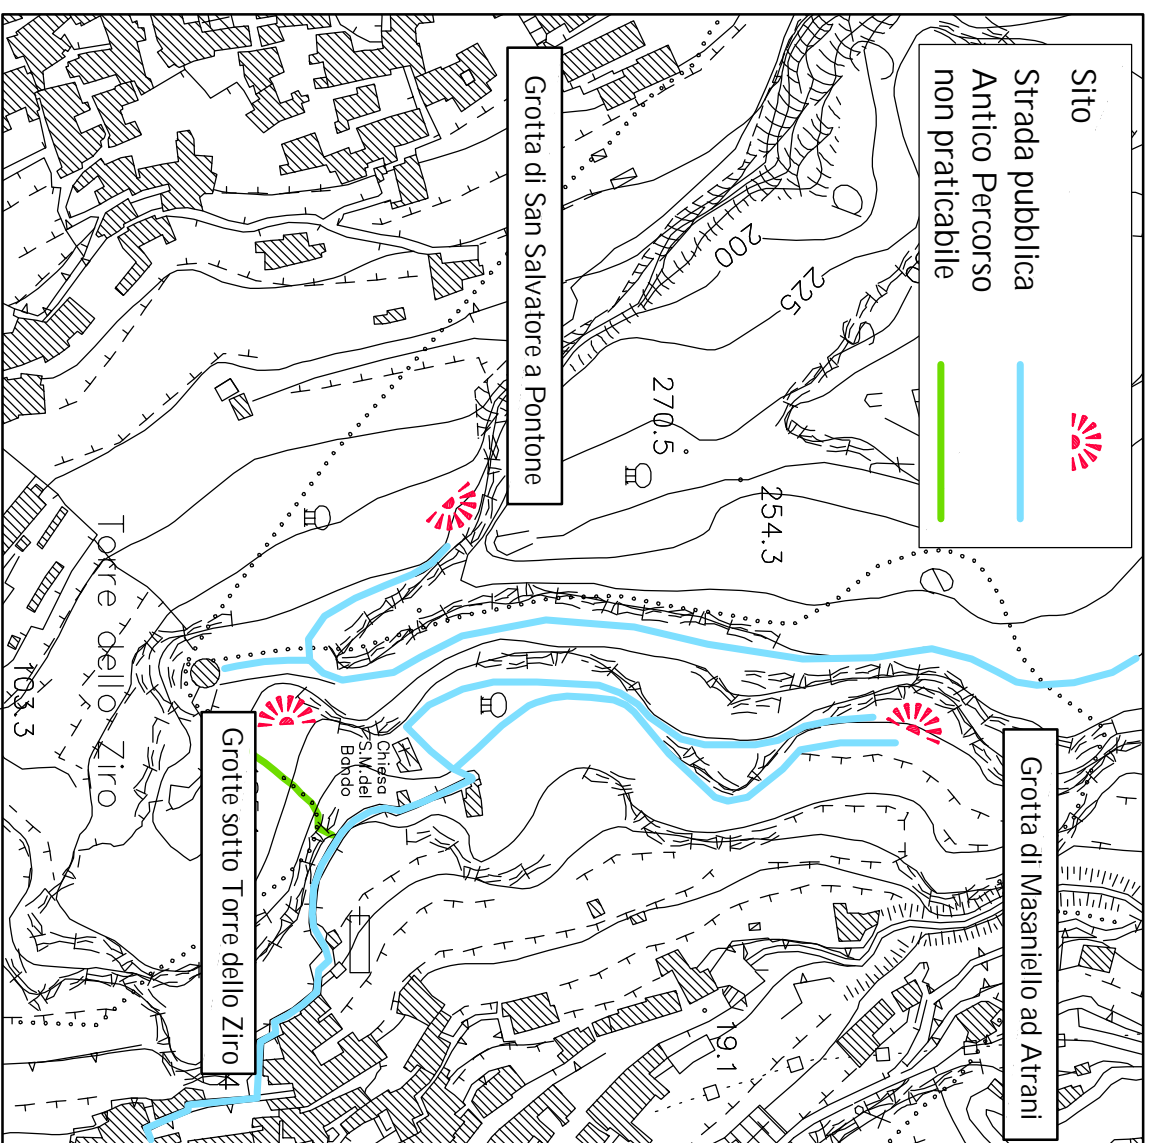 Sito
Strada pubblica
Antico Percorso
non praticabile
Grotta di San Salvatore a Pontone
200
225
270.5
254.3
Torre dello Ziro
103.3
Chiesa
S.M.del
Bando
Grotte sotto Torre dello Ziro
Grotta di Masaniello ad Atrani
19.1